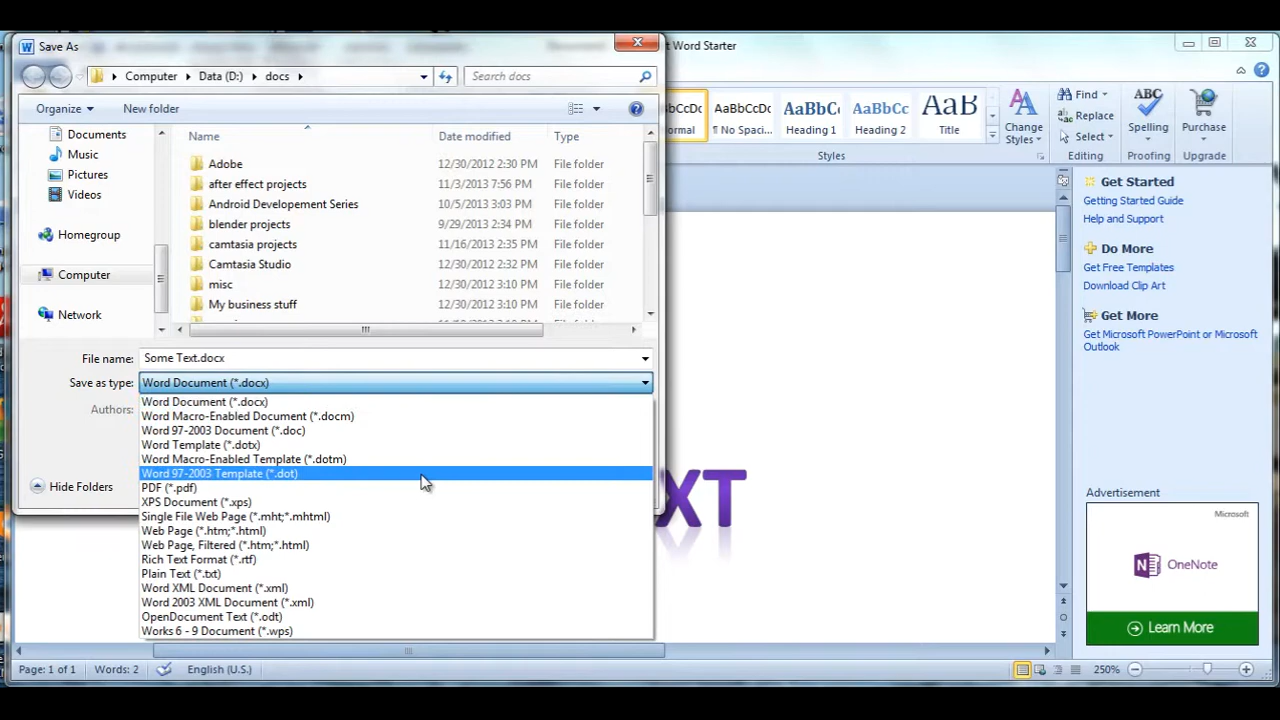 Save As
t Word Starter
Computer Data (D:) docs
Search docs
Organize New folder
Documents
Music
Pictures
Videos
Homegroup
Computer
Network
Name Date modified Type
Adobe 12/30/2012 2:30 PM File folder
after effect projects 11/3/2013 7:56 PM File folder
Android Developement Series 10/5/2013 3:03 PM File folder
blender projects 9/29/2013 2:34 PM File folder
camtasia projects 11/16/2013 2:35 PM File folder
Camtasia Studio 12/30/2012 2:32 PM File folder
misc 12/30/2012 3:10 PM File folder
My business stuff 12/30/2012 3:10 PM File folder
File name: Some Text.docx
Save as type: Word Document (*.docx)
Authors:
Word Document (*.docx)
Word Macro-Enabled Document (*.docm)
Word 97-2003 Document (*.doc)
Word Template (*.dotx)
Word Macro-Enabled Template (*.dotm)
Word 97-2003 Template (*.dot)
PDF (*.pdf)
XPS Document (*.xps)
Single File Web Page (*.mht;*.mhtml)
Web Page (*.htm;*.html)
Web Page, Filtered (*.htm;*.html)
Rich Text Format (*.rtf)
Plain Text (*.txt)
Word XML Document (*.xml)
Word 2003 XML Document (*.xml)
OpenDocument Text (*.odt)
Works 6 - 9 Document (*.wps)
Hide Folders
AaBbCcDc AaBbC AaBbCc AaB
ormal ¶ No Spaci... Heading 1 Heading 2 Title
Change Styles
Styles
Find
Replace
Select
Editing
ABC
Spelling
Proofing
Purchase
Upgrade
XT
Get Started
Getting Started Guide
Help and Support
Do More
Get Free Templates
Download Clip Art
Get More
Get Microsoft PowerPoint or Microsoft
Outlook
Advertisement
Microsoft
N OneNote
Learn More
Page: 1 of 1 Words: 2 English (U.S.) 250%